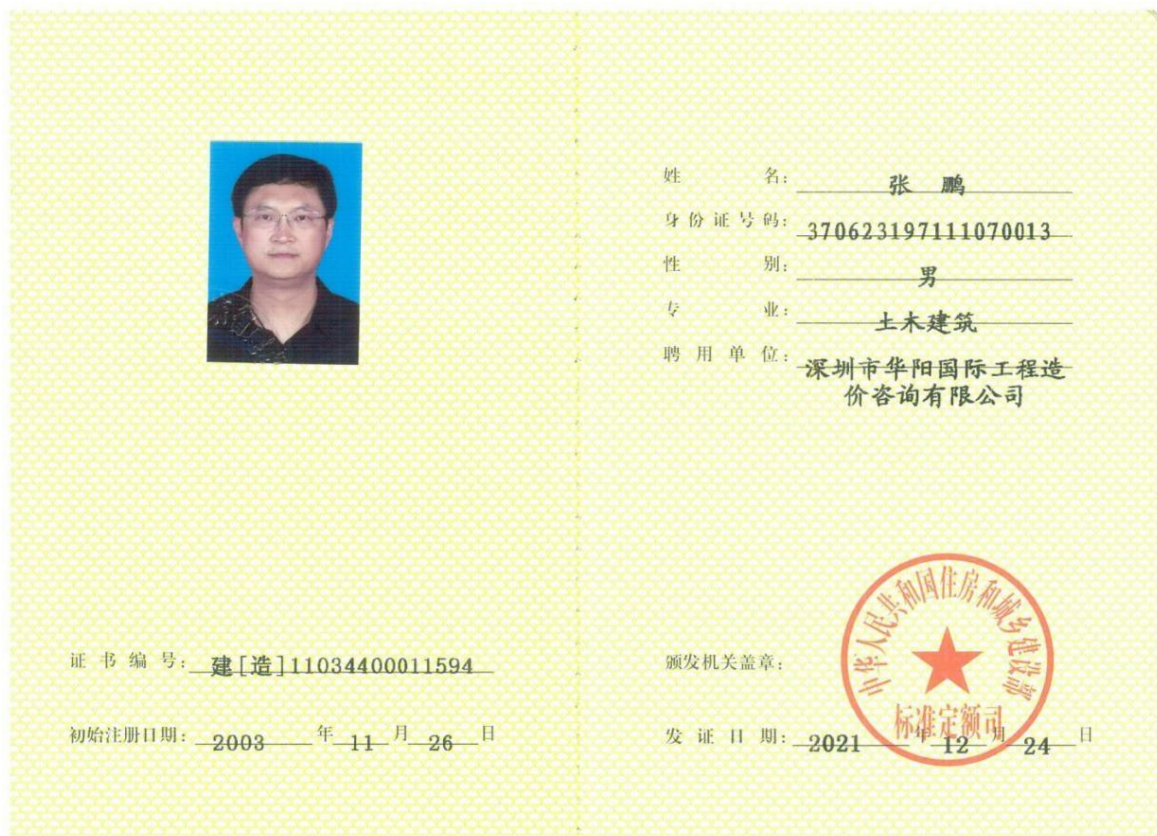 姓名：张 鹏
身份证号码：370623197111070013
性别：男
专业：土木建筑
聘用单位：深圳市华阳国际工程造
价咨询有限公司
证书编号：建[造]11034400011594
初始注册日期：2003 年 11 月 26 日
颁发机关盖章：
中华人民共和国住房和城乡建设部
标准定额司
发证日期：2021 年 12 月 24 日